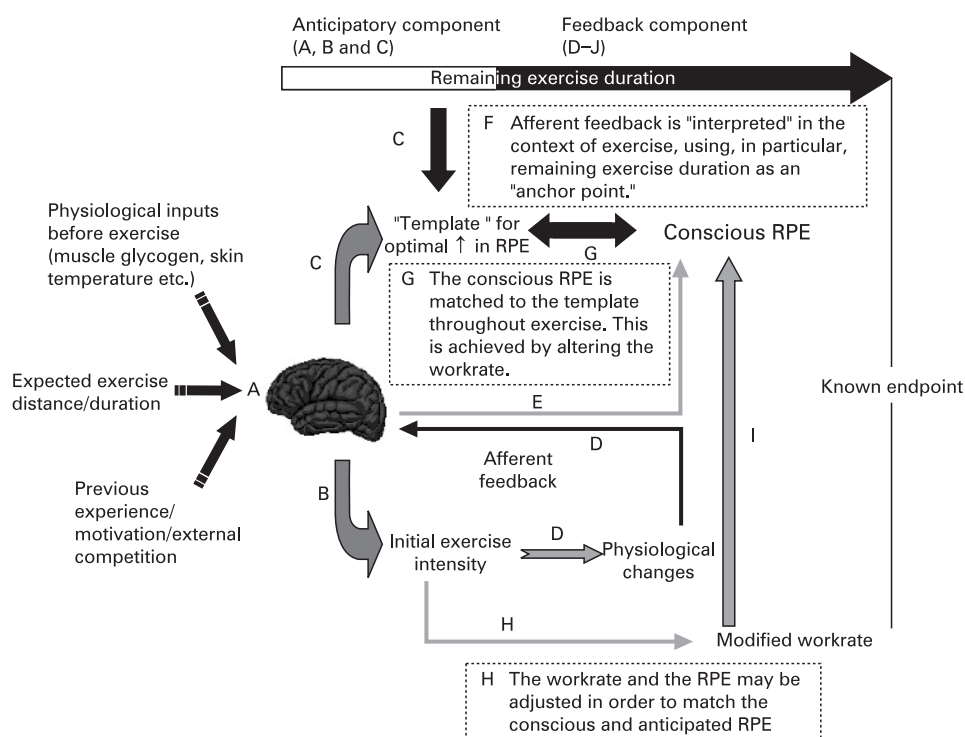 Anticipatory component
(A, B and C)
Feedback component
(D–J)
Remaining exercise duration
C
F Afferent feedback is "interpreted" in the
context of exercise, using, in particular,
remaining exercise duration as an
"anchor point."
Physiological inputs
before exercise
(muscle glycogen, skin
temperature etc.)
C
"Template " for
optimal ↑ in RPE
G
Conscious RPE
G The conscious RPE is
matched to the template
throughout exercise. This
is achieved by altering the
workrate.
Expected exercise
distance/duration
A
Known endpoint
E
D
I
Afferent
feedback
Previous
experience/
motivation/external
competition
B
Initial exercise
intensity
D
Physiological
changes
H
Modified workrate
H The workrate and the RPE may be
adjusted in order to match the
conscious and anticipated RPE